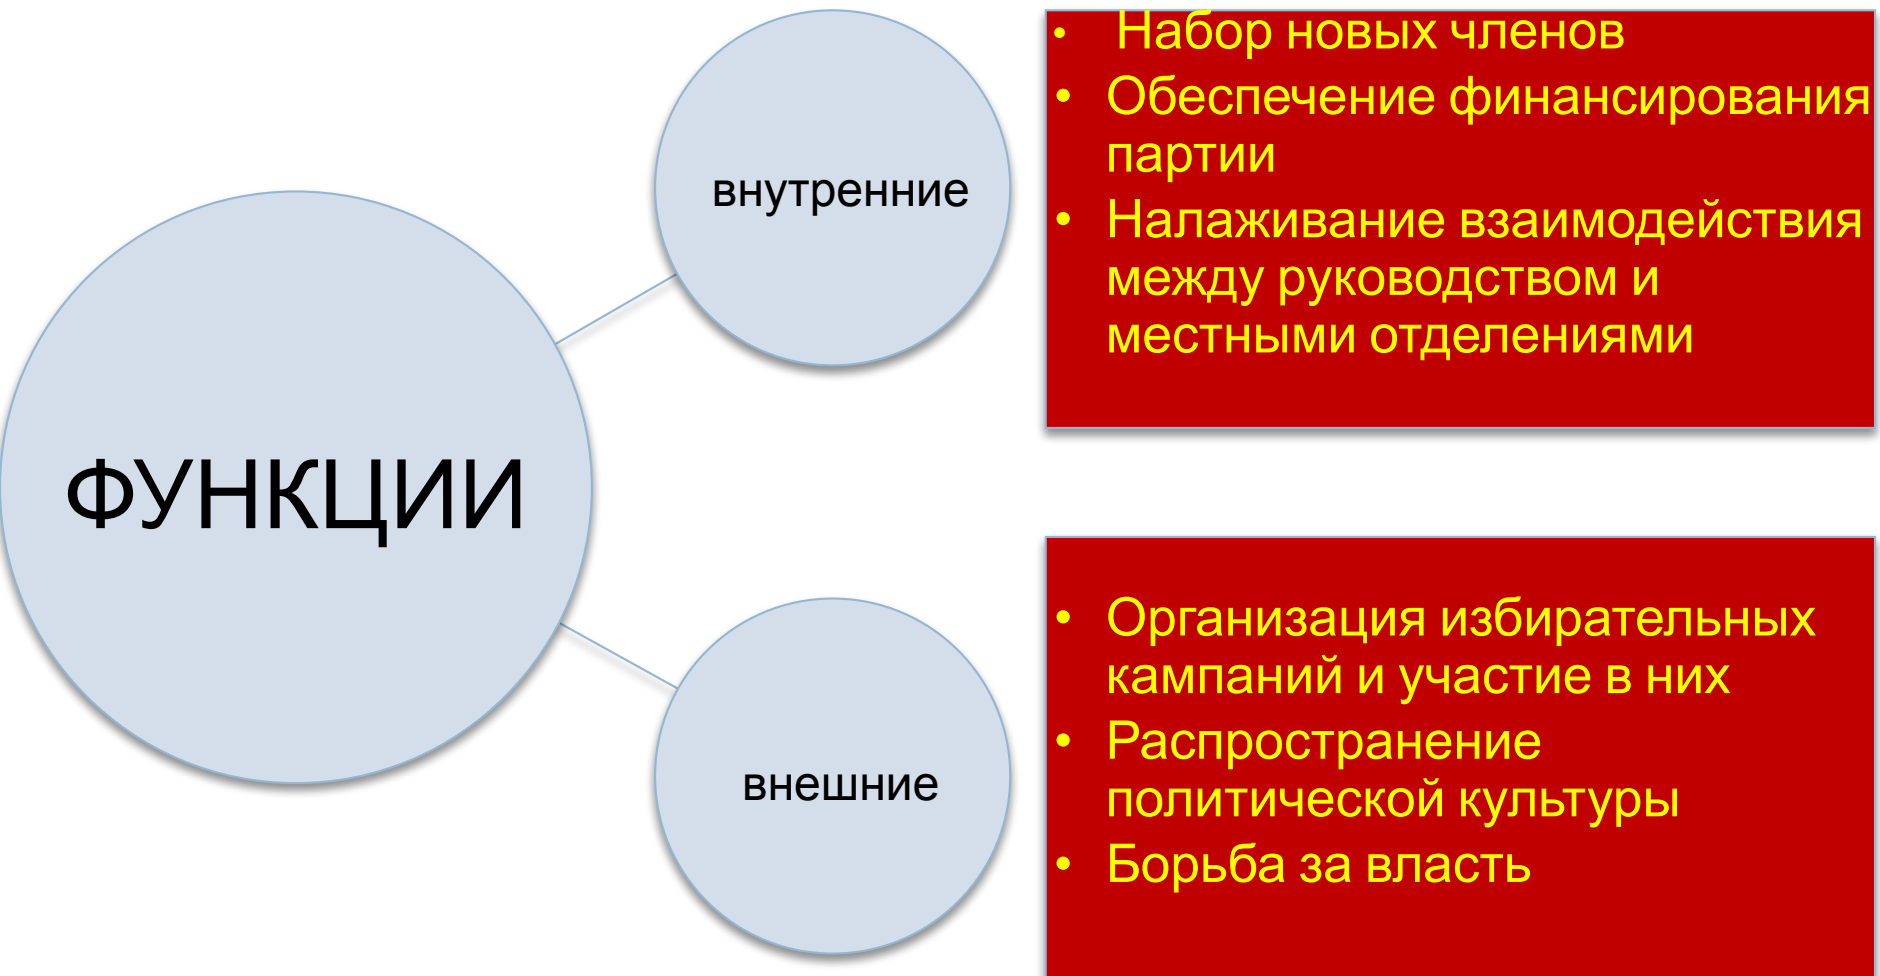 ФУНКЦИИ
внутренние
• Набор новых членов
• Обеспечение финансирования
партии
• Налаживание взаимодействия
между руководством и
местными отделениями
внешние
• Организация избирательных
кампаний и участие в них
• Распространение
политической культуры
• Борьба за власть